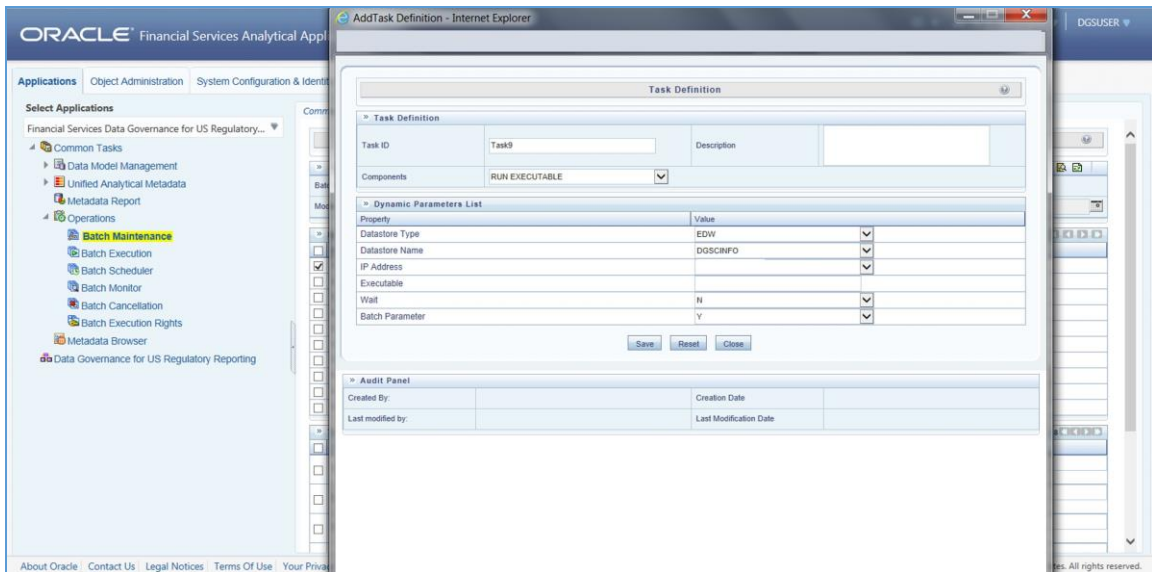 AddTask Definition - Internet Explorer
DGSUSER
ORACLE Financial Services Analytical Appl
Applications Object Administration System Configuration & Identit
Select Applications
Financial Services Data Governance for US Regulatory...
Common Tasks
Data Model Management
Unified Analytical Metadata
Metadata Report
Operations
Batch Maintenance
Batch Execution
Batch Scheduler
Batch Monitor
Batch Cancellation
Batch Execution Rights
Metadata Browser
Data Governance for US Regulatory Reporting
Task Definition
» Task Definition
Task ID Task9 Description
Components RUN EXECUTABLE
» Dynamic Parameters List
Property Value
Datastore Type EDW
Datastore Name DGSCINFO
IP Address
Executable
Wait N
Batch Parameter Y
Save Reset Close
» Audit Panel
Created By: Creation Date
Last modified by: Last Modification Date
About Oracle Contact Us Legal Notices Terms Of Use Your Priva
tes. All rights reserved.